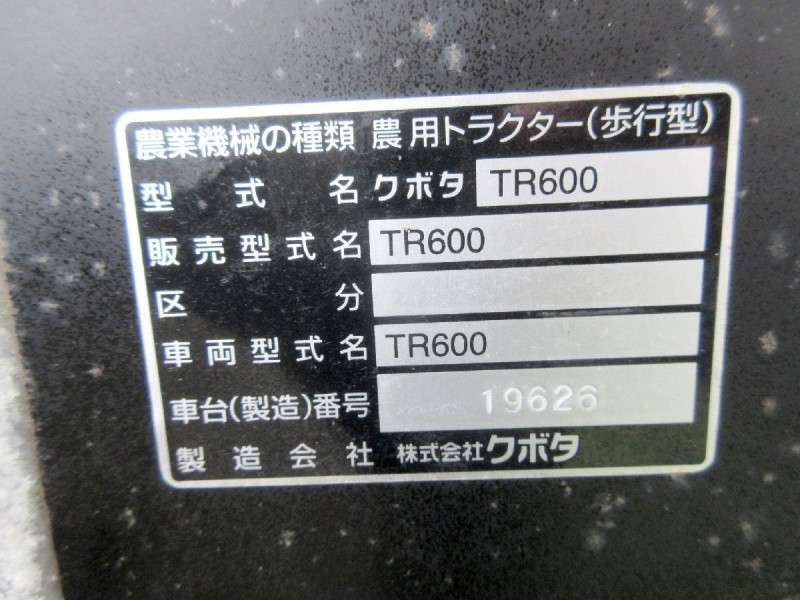 農業機械の種類 農用トラクター(歩行型)
型式名 クボタ TR600
販売型式名 TR600
区分
車両型式名 TR600
車台(製造)番号 19626
製造会社 株式会社クボタ